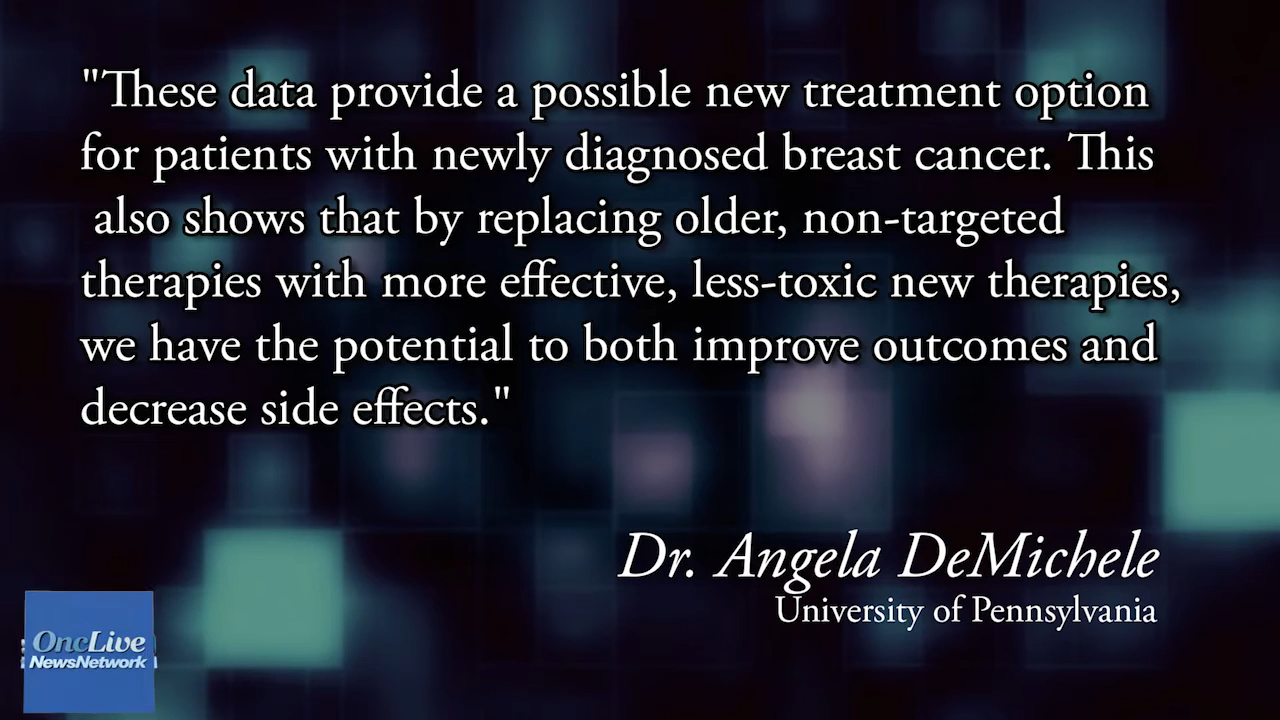 "These data provide a possible new treatment option
for patients with newly diagnosed breast cancer. This
also shows that by replacing older, non-targeted
therapies with more effective, less-toxic new therapies,
we have the potential to both improve outcomes and
decrease side effects."
Dr. Angela DeMichele
University of Pennsylvania
OncLive
NewsNetwork